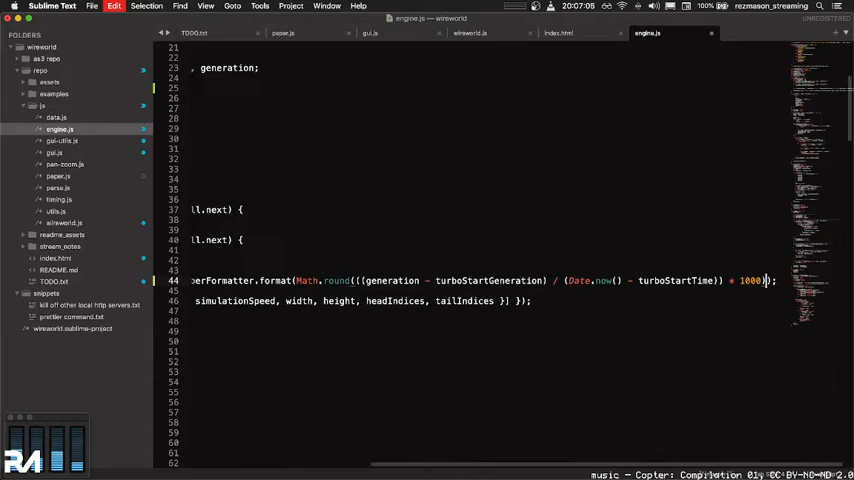 Sublime Text File Edit Selection Find View Goto Tools Project Window Help
20:07:05
100%
rezmason_streaming
engine.js — wireworld
UNREGISTERED
FOLDERS
wireworld
as3 repo
repo
assets
examples
js
data.js
engine.js
gui-utils.js
gui.js
pan-zoom.js
paper.js
parse.js
timing.js
utils.js
wireworld.js
readme_assets
stream_notes
index.html
README.md
TODO.txt
snippets
kill off other local http servers.txt
prettier command.txt
wireworld.sublime-project
TODO.txt paper.js gui.js wireworld.js index.html engine.js
21
22
23 , generation;
24
25
26
27
28
29
30
31
32
33
34
35
36
37 ll.next) {
38
39
40 ll.next) {
41
42
43
44 berFormatter.format(Math.round(((generation - turboStartGeneration) / (Date.now() - turboStartTime)) * 1000));
45
46 simulationSpeed, width, height, headIndices, tailIndices }] });
47
48
49
50
51
52
53
54
55
56
57
58
59
60
61
62
music - Copter: Compilation 01, CC BY-NC-ND 2.0